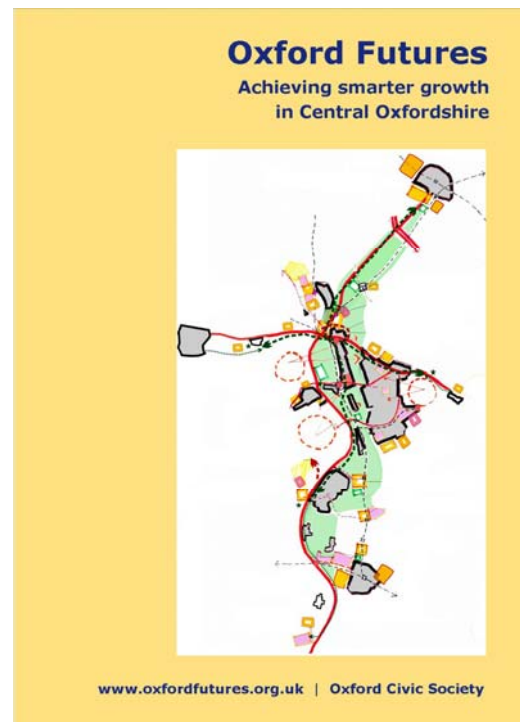 Oxford Futures
Achieving smarter growth
in Central Oxfordshire
www.oxfordfutures.org.uk | Oxford Civic Society